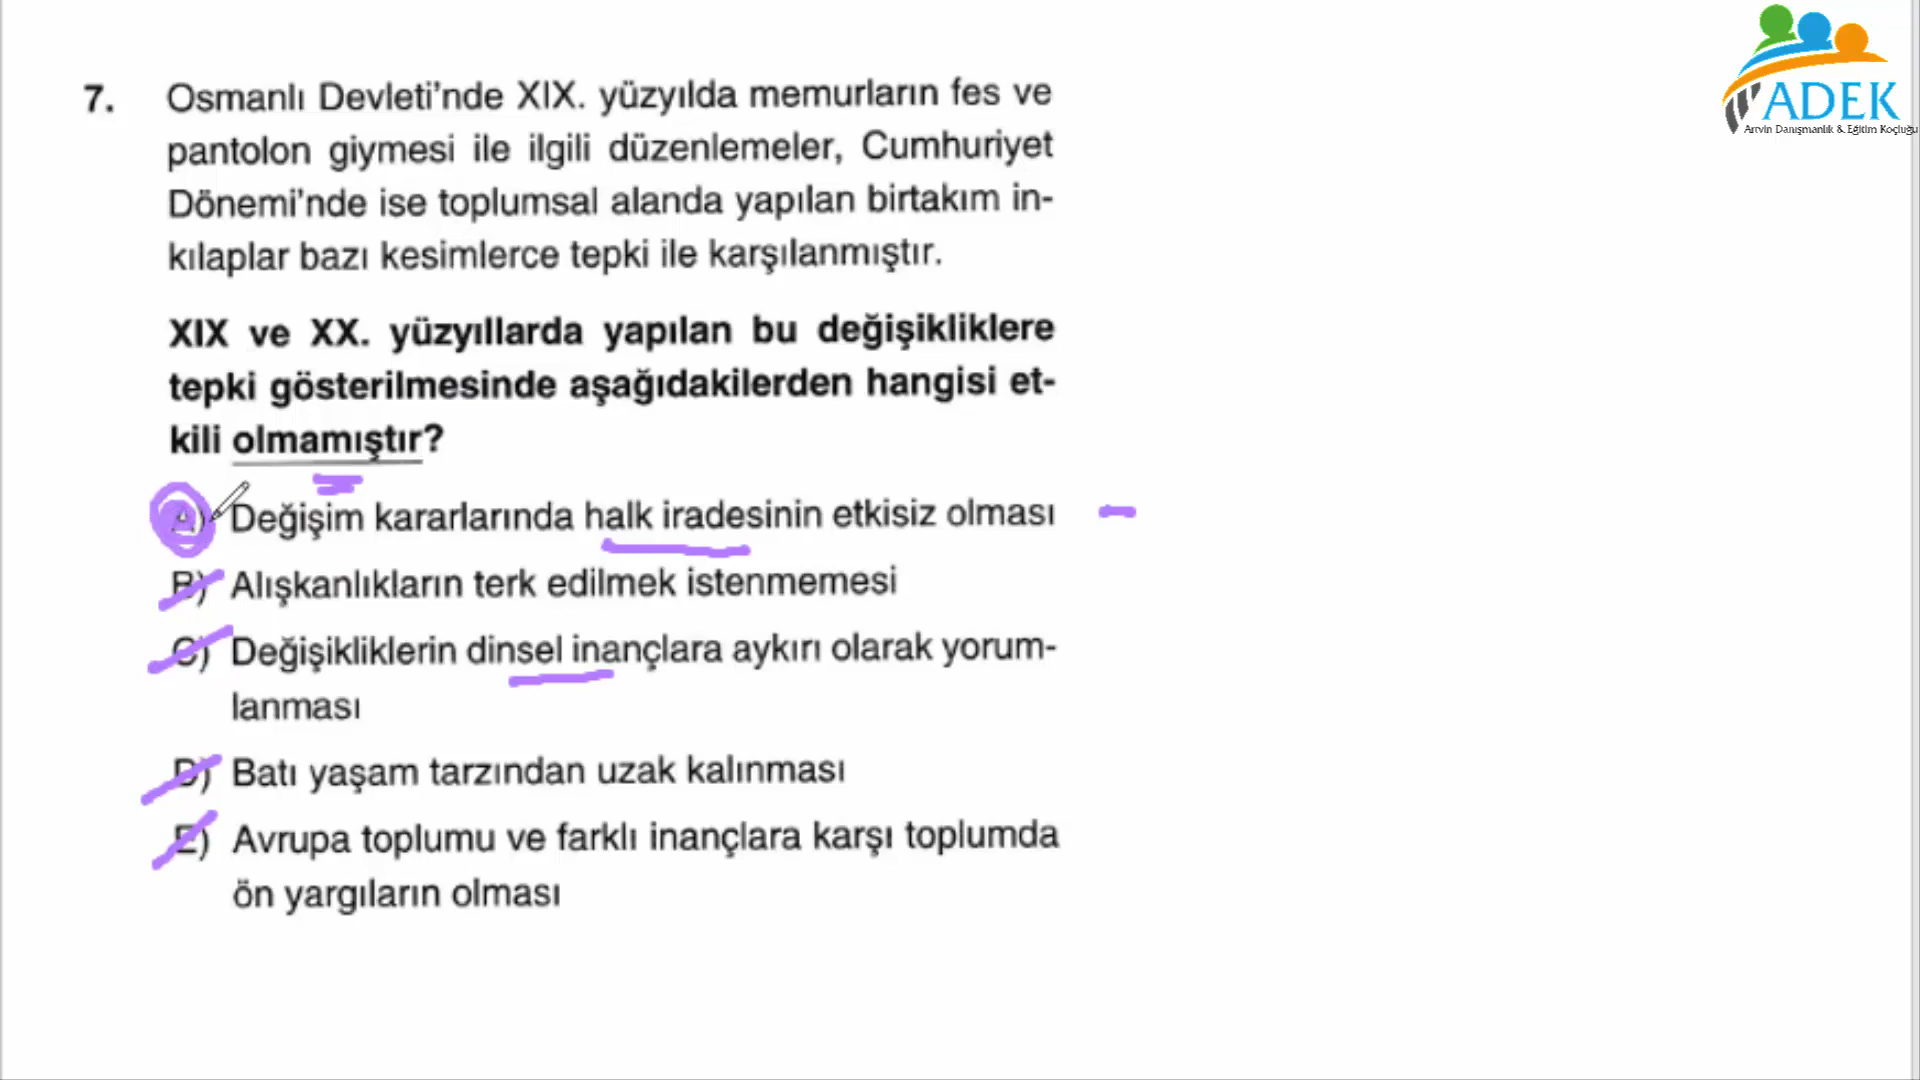 ADEK
Artvin Danışmanlık & Eğitim Koçluğu
7. Osmanlı Devleti'nde XIX. yüzyılda memurların fes ve
pantolon giymesi ile ilgili düzenlemeler, Cumhuriyet
Dönemi'nde ise toplumsal alanda yapılan birtakım in-
kılaplar bazı kesimlerce tepki ile karşılanmıştır.
XIX ve XX. yüzyıllarda yapılan bu değişikliklere
tepki gösterilmesinde aşağıdakilerden hangisi et-
kili olmamıştır?
A) Değişim kararlarında halk iradesinin etkisiz olması
B) Alışkanlıkların terk edilmek istenmemesi
C) Değişikliklerin dinsel inançlara aykırı olarak yorum-
lanması
D) Batı yaşam tarzından uzak kalınması
E) Avrupa toplumu ve farklı inançlara karşı toplumda
ön yargıların olması